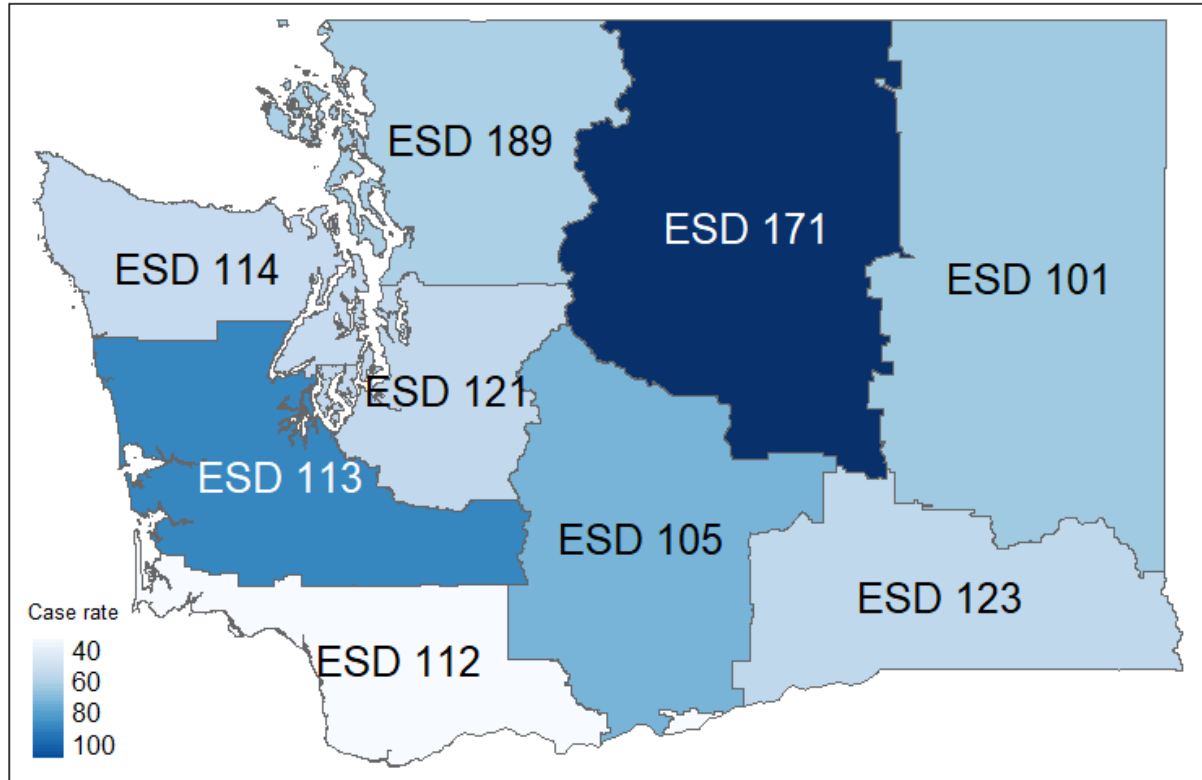 ESD 189
ESD 171
ESD 114
ESD 101
ESD 121
ESD 113
ESD 105
ESD 123
ESD 112
Case rate
40
60
80
100